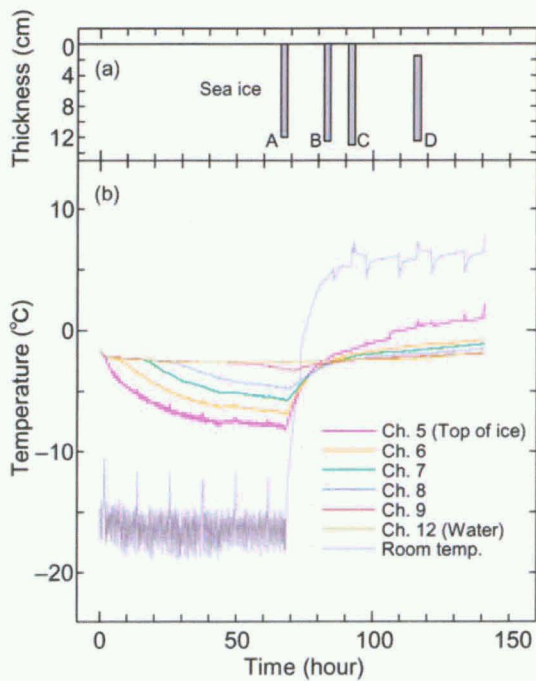 Thickness (cm)
0
4
8
12
(a)
Sea ice
A
B
C
D
(b)
Temperature (°C)
10
0
−10
−20
Ch. 5 (Top of ice)
Ch. 6
Ch. 7
Ch. 8
Ch. 9
Ch. 12 (Water)
Room temp.
0
50
100
150
Time (hour)